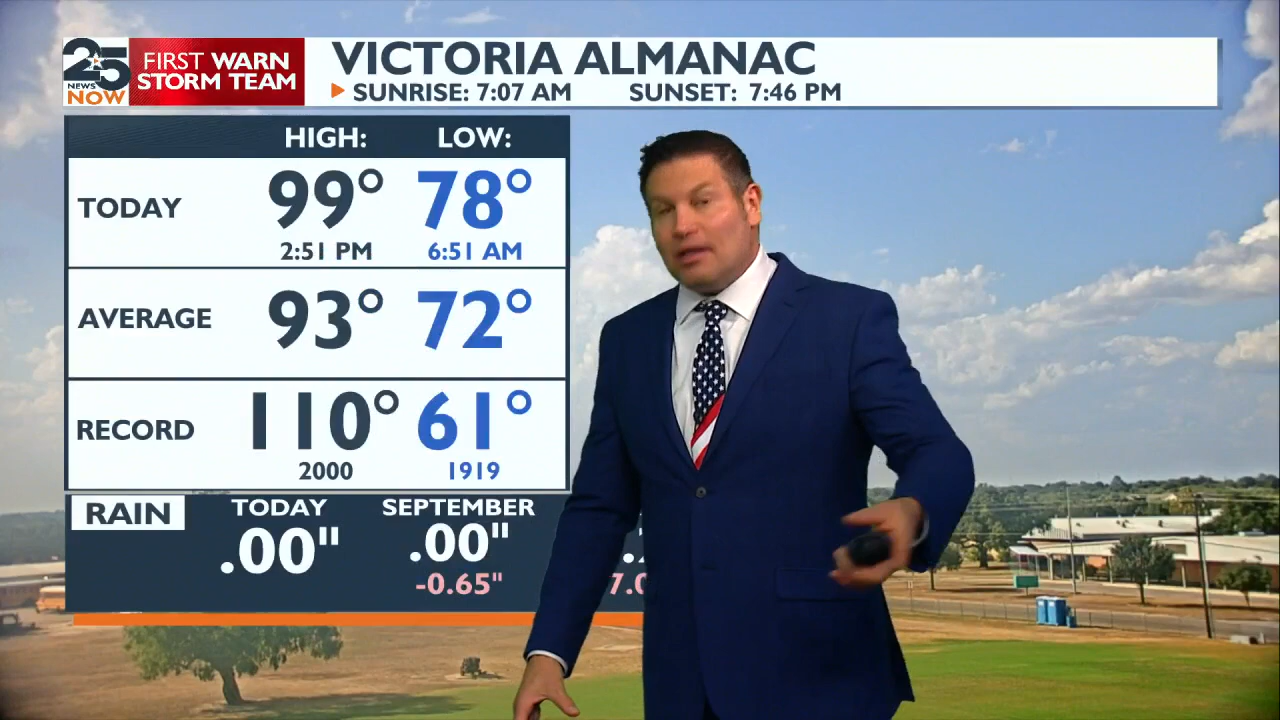 25
NEWS
NOW
FIRST WARN
STORM TEAM
VICTORIA ALMANAC
SUNRISE: 7:07 AM SUNSET: 7:46 PM
HIGH: LOW:
TODAY 99° 78°
2:51 PM 6:51 AM
AVERAGE 93° 72°
RECORD 110° 61°
2000 1919
RAIN TODAY SEPTEMBER
.00" .00"
-0.65"